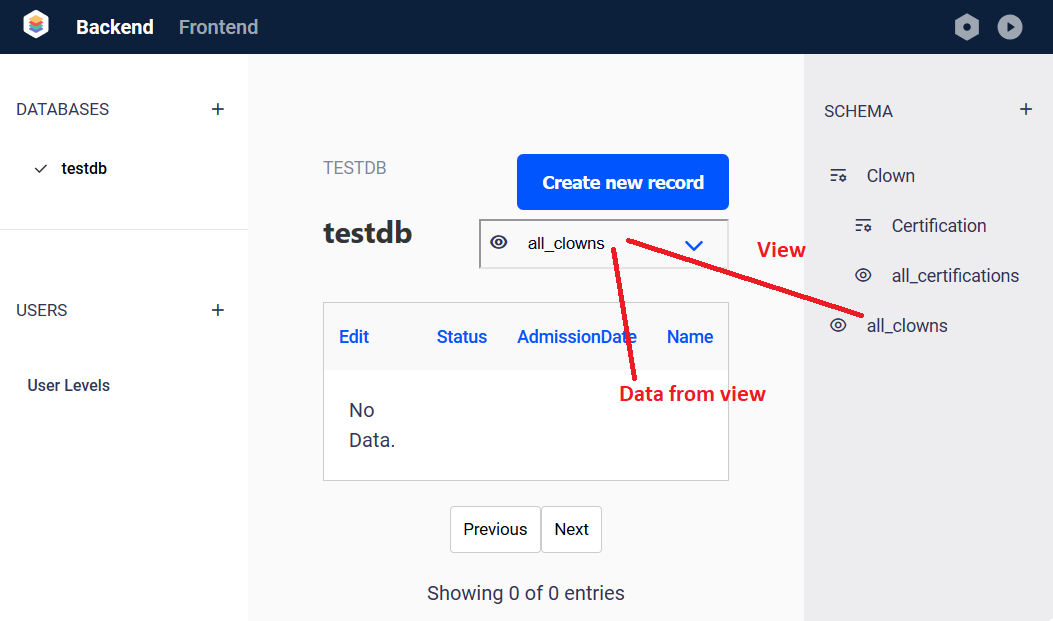 Backend Frontend
DATABASES +
testdb
USERS +
User Levels
TESTDB
Create new record
testdb
all_clowns
Edit Status AdmissionDate Name
No
Data.
Previous Next
Showing 0 of 0 entries
View
Data from view
SCHEMA +
Clown
Certification
all_certifications
all_clowns